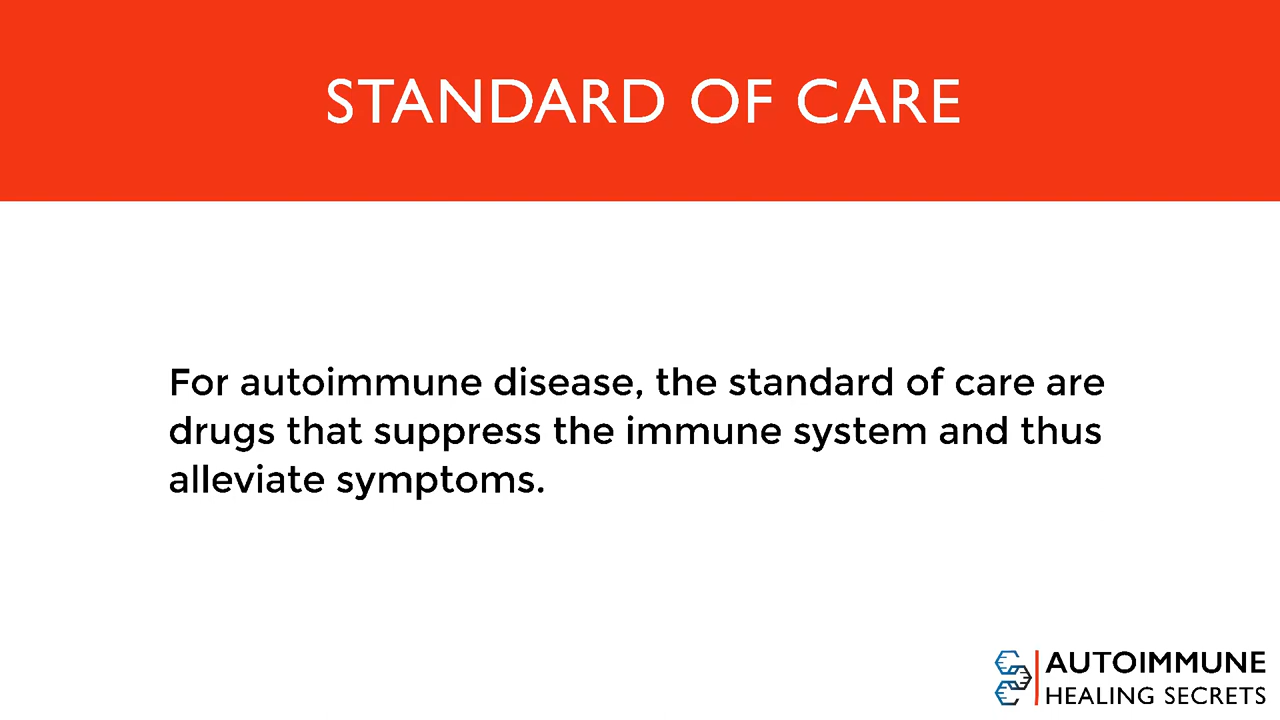 STANDARD OF CARE
For autoimmune disease, the standard of care are
drugs that suppress the immune system and thus
alleviate symptoms.
AUTOIMMUNE
HEALING SECRETS